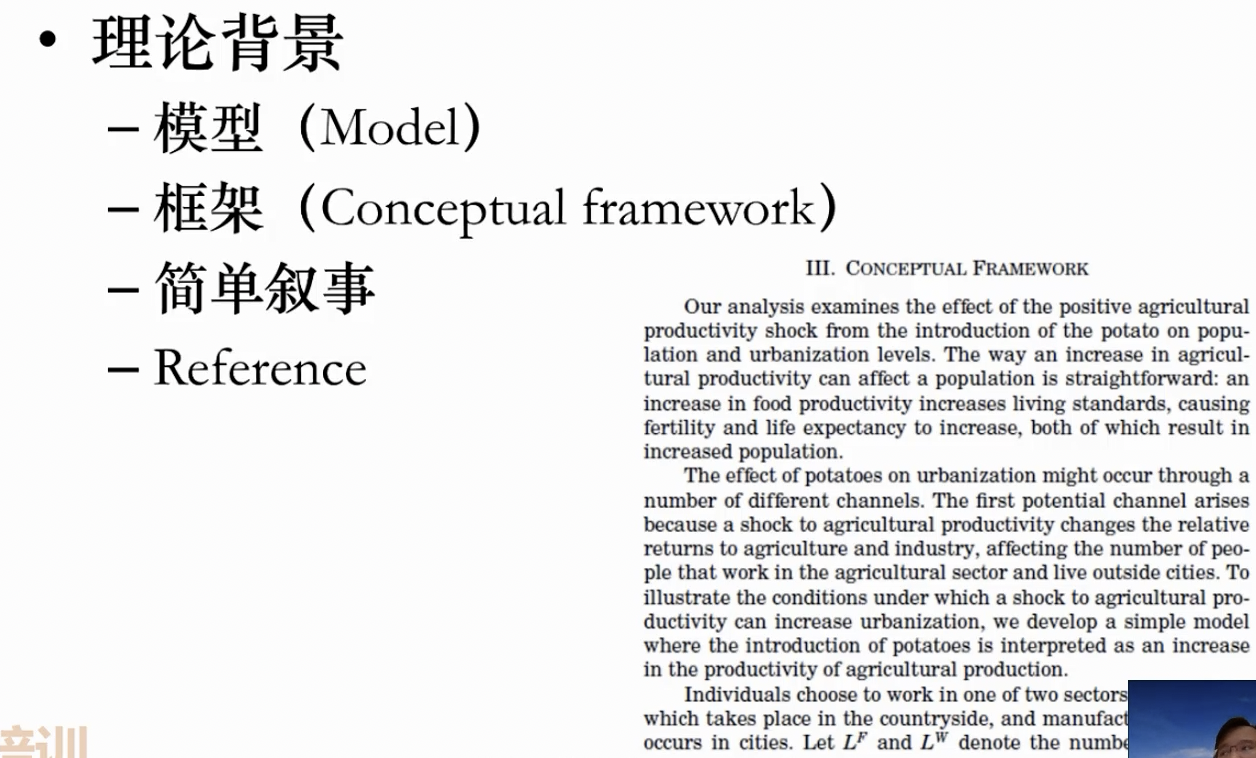 • 理论背景
– 模型（Model）
– 框架（Conceptual framework）
– 简单叙事
– Reference
III. CONCEPTUAL FRAMEWORK
Our analysis examines the effect of the positive agricultural
productivity shock from the introduction of the potato on popu-
lation and urbanization levels. The way an increase in agricul-
tural productivity can affect a population is straightforward: an
increase in food productivity increases living standards, causing
fertility and life expectancy to increase, both of which result in
increased population.
The effect of potatoes on urbanization might occur through a
number of different channels. The first potential channel arises
because a shock to agricultural productivity changes the relative
returns to agriculture and industry, affecting the number of peo-
ple that work in the agricultural sector and live outside cities. To
illustrate the conditions under which a shock to agricultural pro-
ductivity can increase urbanization, we develop a simple model
where the introduction of potatoes is interpreted as an increase
in the productivity of agricultural production.
Individuals choose to work in one of two sectors
which takes place in the countryside, and manufact
occurs in cities. Let L^F and L^W denote the numbe
培训